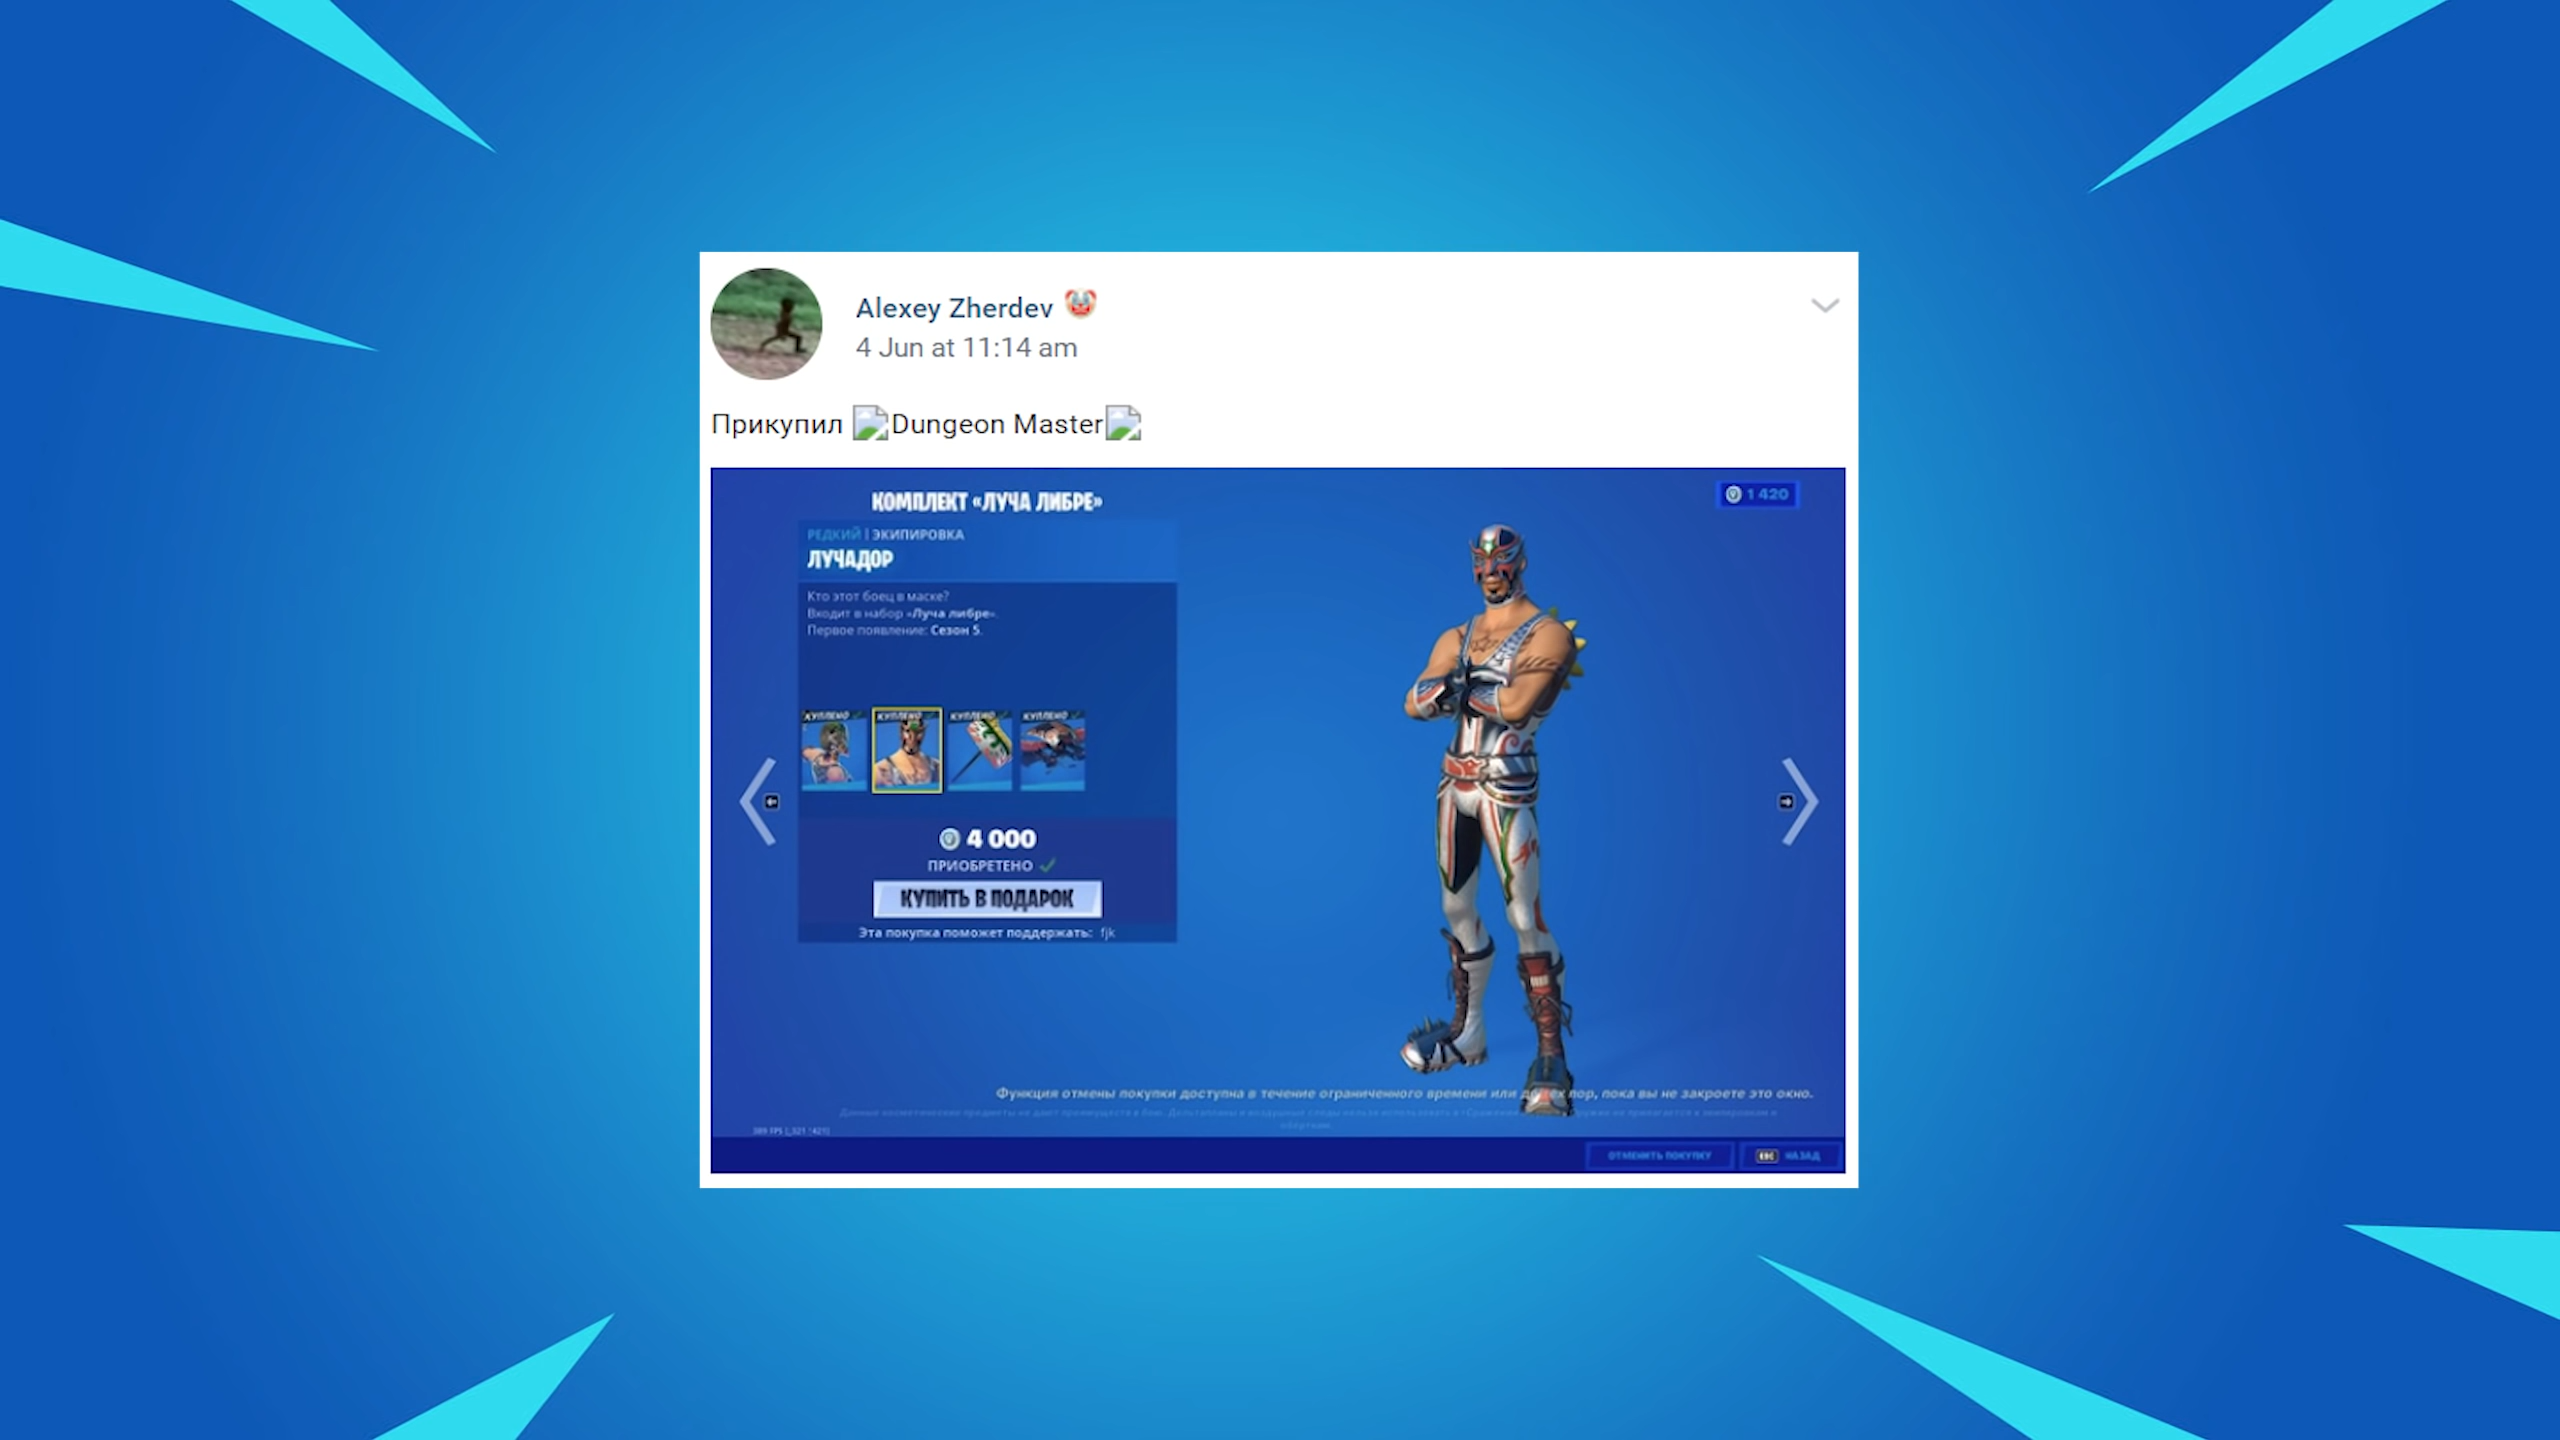 Alexey Zherdev
4 Jun at 11:14 am
Прикупил Dungeon Master
КОМПЛЕКТ «ЛУЧА ЛИБРЕ»
1 420
РЕДКИЙ | ЭКИПИРОВКА
ЛУЧАДОР
Кто этот боец в маске?
Входит в набор «Луча либре».
Первое появление: Сезон 5.
КУПЛЕНО КУПЛЕНО КУПЛЕНО КУПЛЕНО
4 000
ПРИОБРЕТЕНО
КУПИТЬ В ПОДАРОК
Эта покупка поможет поддержать: fjk
Функция отмены покупки доступна в течение ограниченного времени или до тех пор, пока вы не закроете это окно.
ОТМЕНИТЬ ПОКУПКУ
ESC НАЗАД